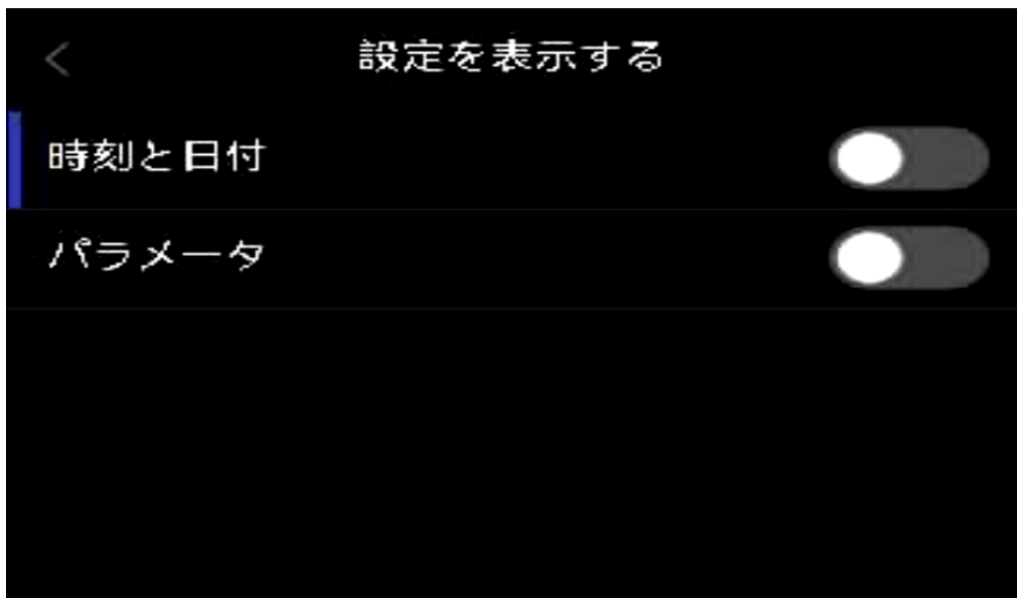 設定を表示する
時刻と日付
パラメータ